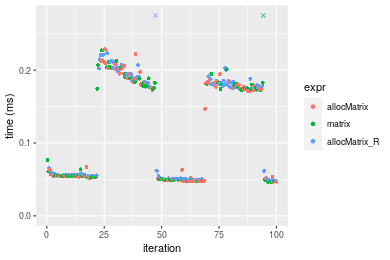 0.2
0.1
0.0
time (ms)
0
25
50
75
100
iteration
expr
allocMatrix
matrix
allocMatrix_R